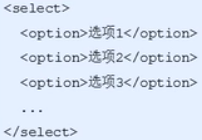 <select>
<option>选项1</option>
<option>选项2</option>
<option>选项3</option>
...
</select>